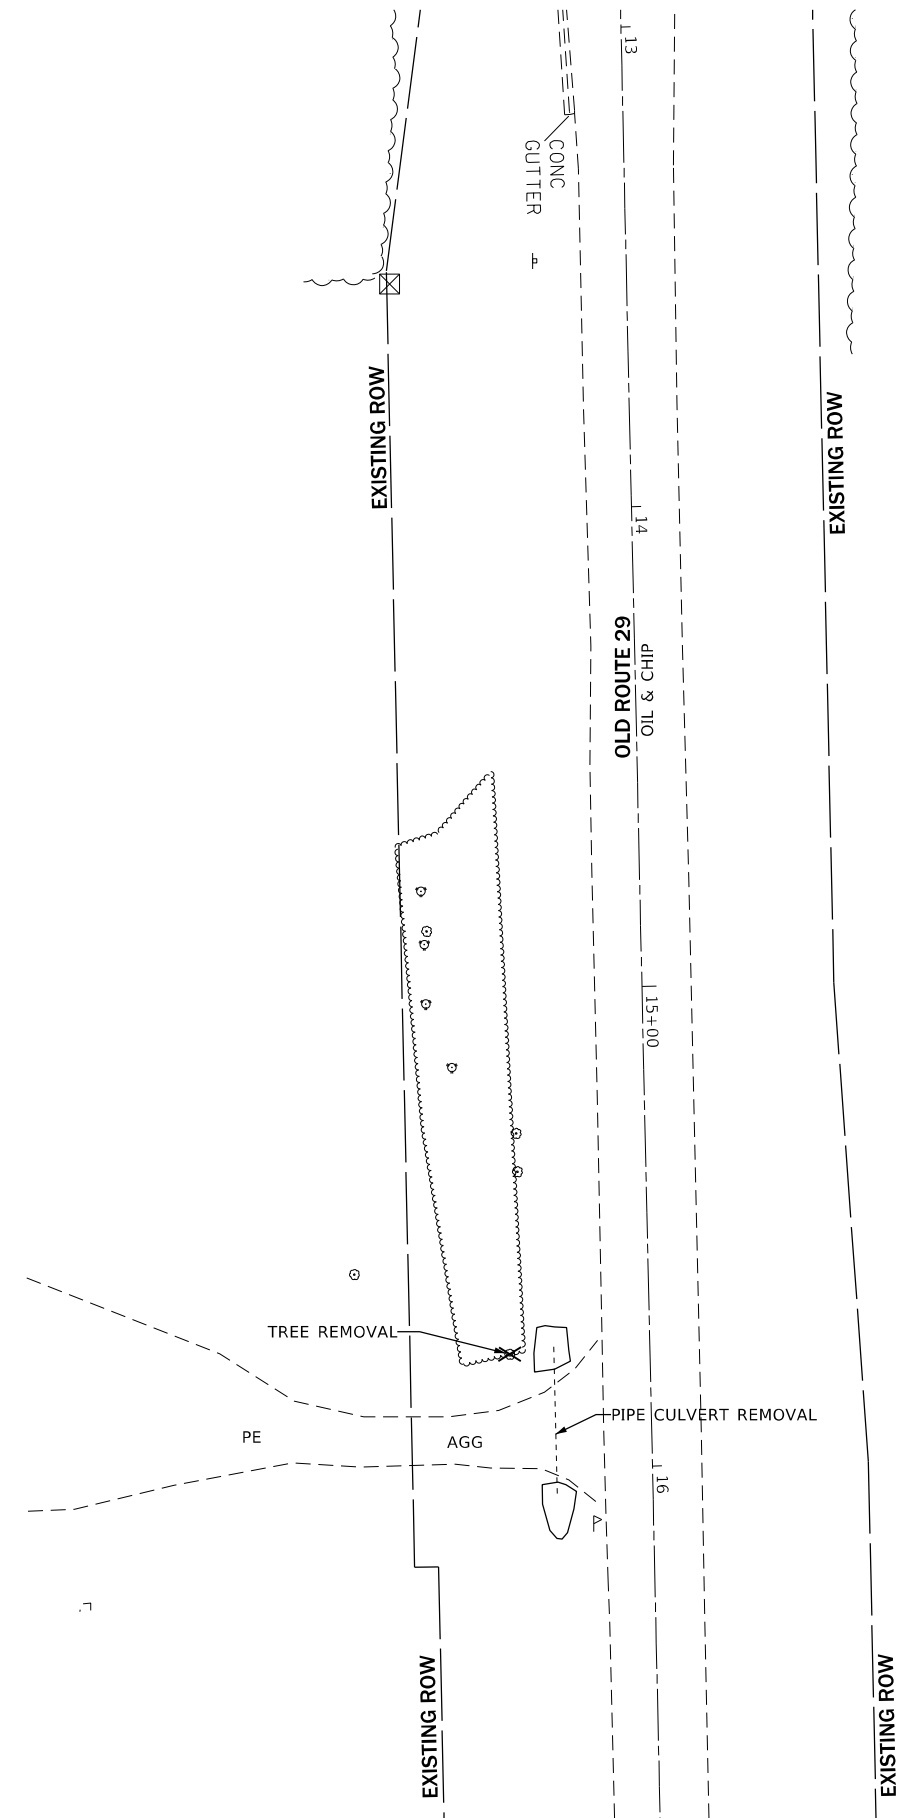 13
CONC
GUTTER
EXISTING ROW
EXISTING ROW
14
OLD ROUTE 29
OIL & CHIP
15+00
TREE REMOVAL
PIPE CULVERT REMOVAL
PE
AGG
16
EXISTING ROW
EXISTING ROW